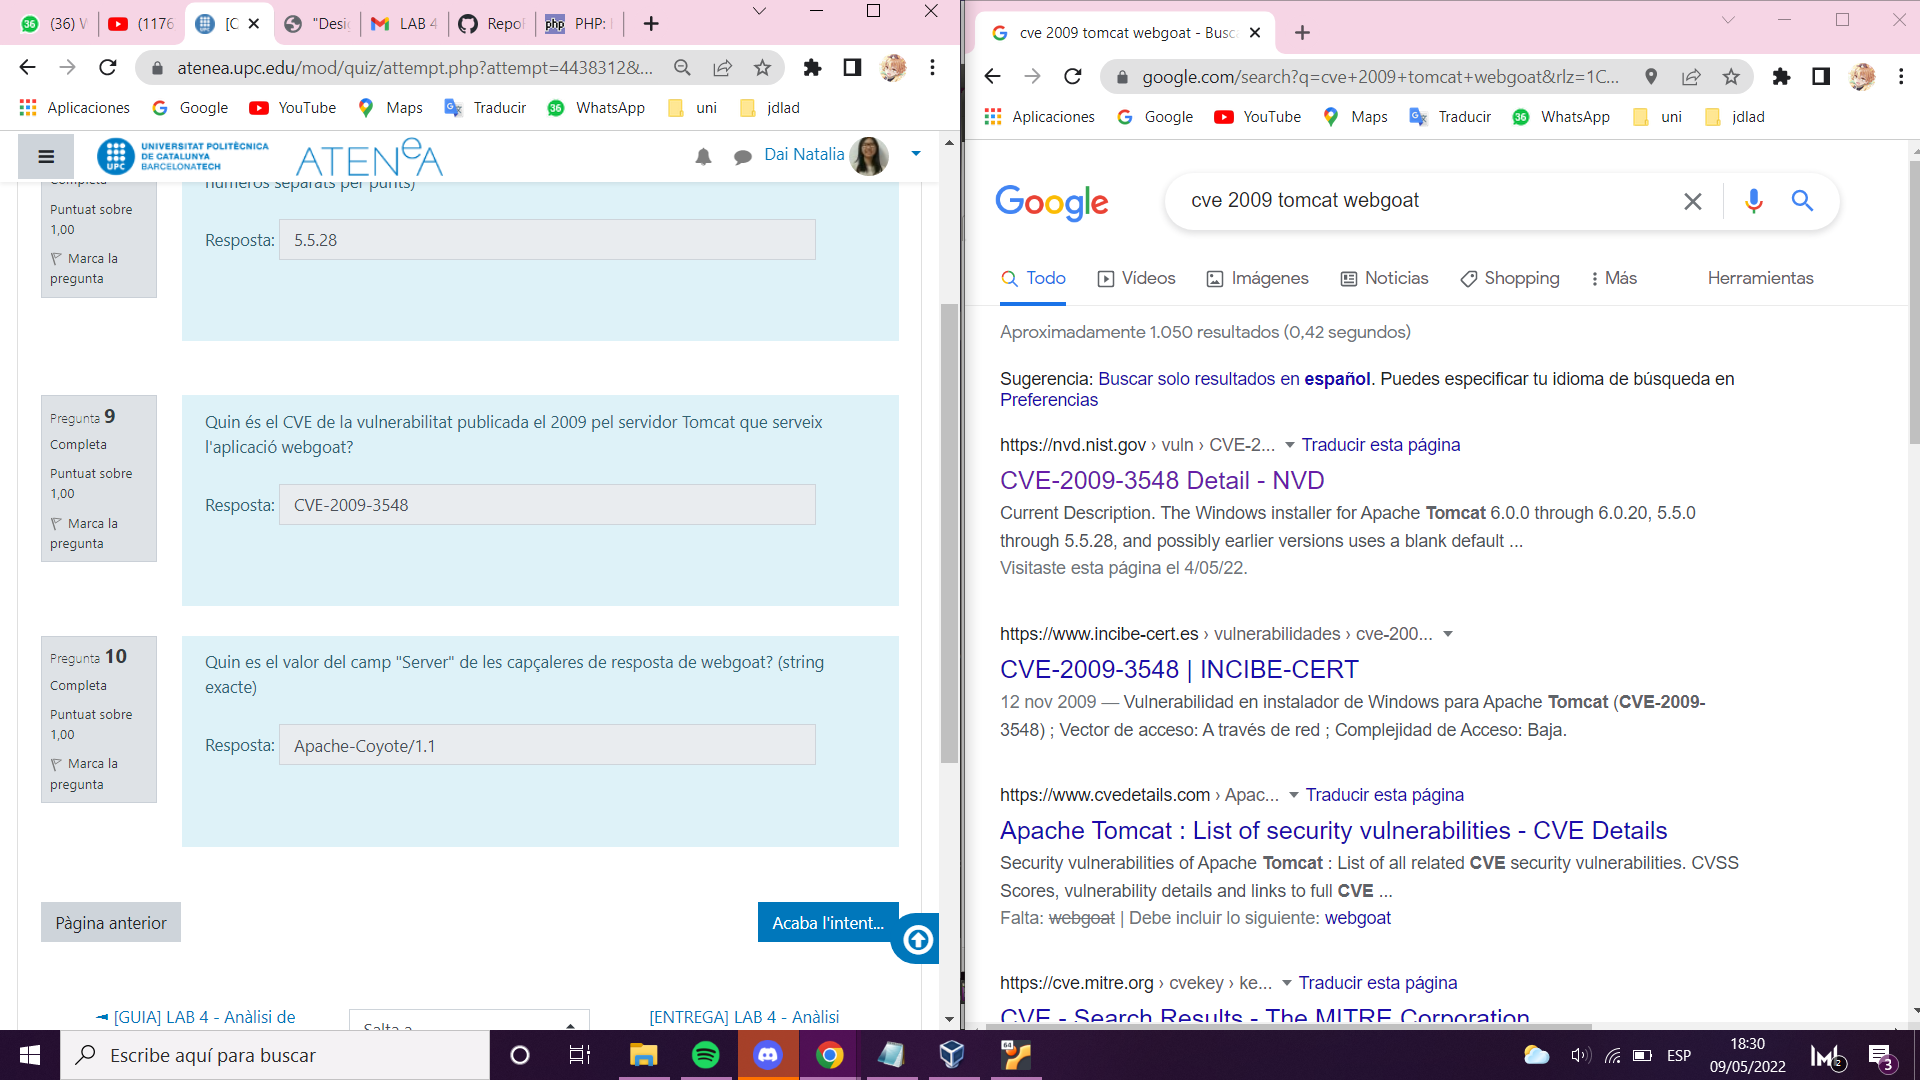 (36) W
(1176
[C
"Desig
LAB 4
Repo
php PHP:
atenea.upc.edu/mod/quiz/attempt.php?attempt=4438312&...
Aplicaciones Google YouTube Maps Traducir WhatsApp uni jdlad
UNIVERSITAT POLITÈCNICA
DE CATALUNYA
BARCELONATECH
UPC
ATENeA
Dai Natalia
Completa
Puntuat sobre
1,00
Marca la
pregunta
números separats per punts)
Resposta: 5.5.28
Pregunta 9
Completa
Puntuat sobre
1,00
Marca la
pregunta
Quin és el CVE de la vulnerabilitat publicada el 2009 pel servidor Tomcat que serveix
l'aplicació webgoat?
Resposta: CVE-2009-3548
Pregunta 10
Completa
Puntuat sobre
1,00
Marca la
pregunta
Quin es el valor del camp "Server" de les capçaleres de resposta de webgoat? (string
exacte)
Resposta: Apache-Coyote/1.1
Pàgina anterior
Acaba l'intent...
◄ [GUIA] LAB 4 - Anàlisi de
Salta a...
[ENTREGA] LAB 4 - Anàlisi
cve 2009 tomcat webgoat - Busc
google.com/search?q=cve+2009+tomcat+webgoat&rlz=1C...
Aplicaciones Google YouTube Maps Traducir WhatsApp uni jdlad
Google
cve 2009 tomcat webgoat
Todo Vídeos Imágenes Noticias Shopping Más Herramientas
Aproximadamente 1.050 resultados (0,42 segundos)
Sugerencia: Buscar solo resultados en español. Puedes especificar tu idioma de búsqueda en
Preferencias
https://nvd.nist.gov › vuln › CVE-2... Traducir esta página
CVE-2009-3548 Detail - NVD
Current Description. The Windows installer for Apache Tomcat 6.0.0 through 6.0.20, 5.5.0
through 5.5.28, and possibly earlier versions uses a blank default ...
Visitaste esta página el 4/05/22.
https://www.incibe-cert.es › vulnerabilidades › cve-200...
CVE-2009-3548 | INCIBE-CERT
12 nov 2009 — Vulnerabilidad en instalador de Windows para Apache Tomcat (CVE-2009-
3548) ; Vector de acceso: A través de red ; Complejidad de Acceso: Baja.
https://www.cvedetails.com › Apac... Traducir esta página
Apache Tomcat : List of security vulnerabilities - CVE Details
Security vulnerabilities of Apache Tomcat : List of all related CVE security vulnerabilities. CVSS
Scores, vulnerability details and links to full CVE ...
Falta: webgoat | Debe incluir lo siguiente: webgoat
https://cve.mitre.org › cvekey › ke... Traducir esta página
CVE - Search Results - The MITRE Corporation
Escribe aquí para buscar
64
ESP
18:30
09/05/2022
2
3